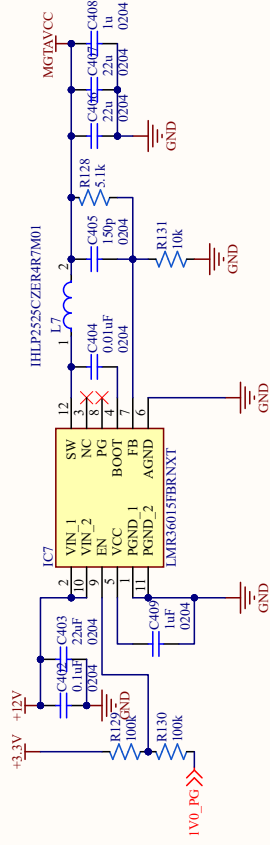 +12V
+3.3V
C402
0.1uF
0204
C403
22uF
0204
GND
R129
100k
R130
100k
1V0_PG
IC7
2
VIN_1
10
VIN_2
9
EN
5
VCC
1
PGND_1
11
PGND_2
SW
12
NC
3
PG
8
BOOT
4
FB
7
AGND
6
LMR36015FBRNXT
C409
1uF
0204
GND
GND
C404
0.01uF
0204
IHLP2525CZER4R7M01
L7
1
2
C405
150p
0204
R128
5.1k
R131
10k
GND
C406
22u
0204
C407
22u
0204
C408
1u
0204
MGTAVCC
GND